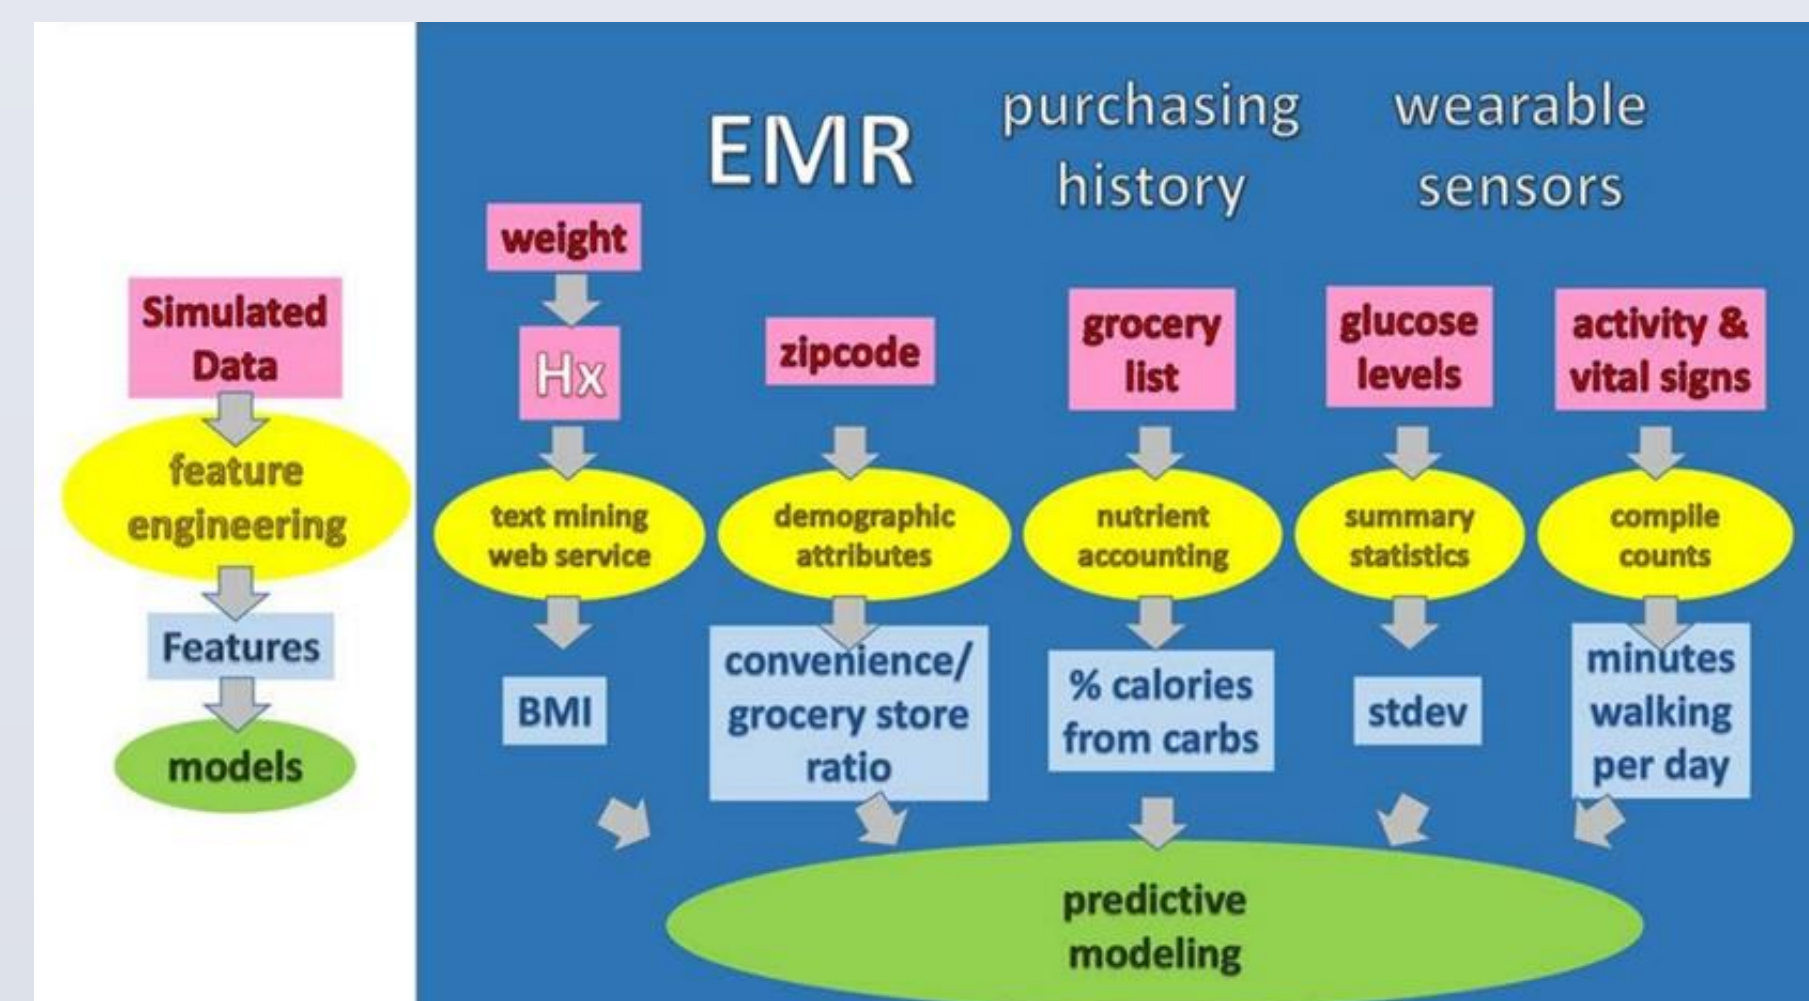 Simulated
Data
feature
engineering
Features
models
EMR
purchasing
history
wearable
sensors
weight
Hx
zipcode
grocery
list
glucose
levels
activity &
vital signs
text mining
web service
demographic
attributes
nutrient
accounting
summary
statistics
compile
counts
BMI
convenience/
grocery store
ratio
% calories
from carbs
stdev
minutes
walking
per day
predictive
modeling